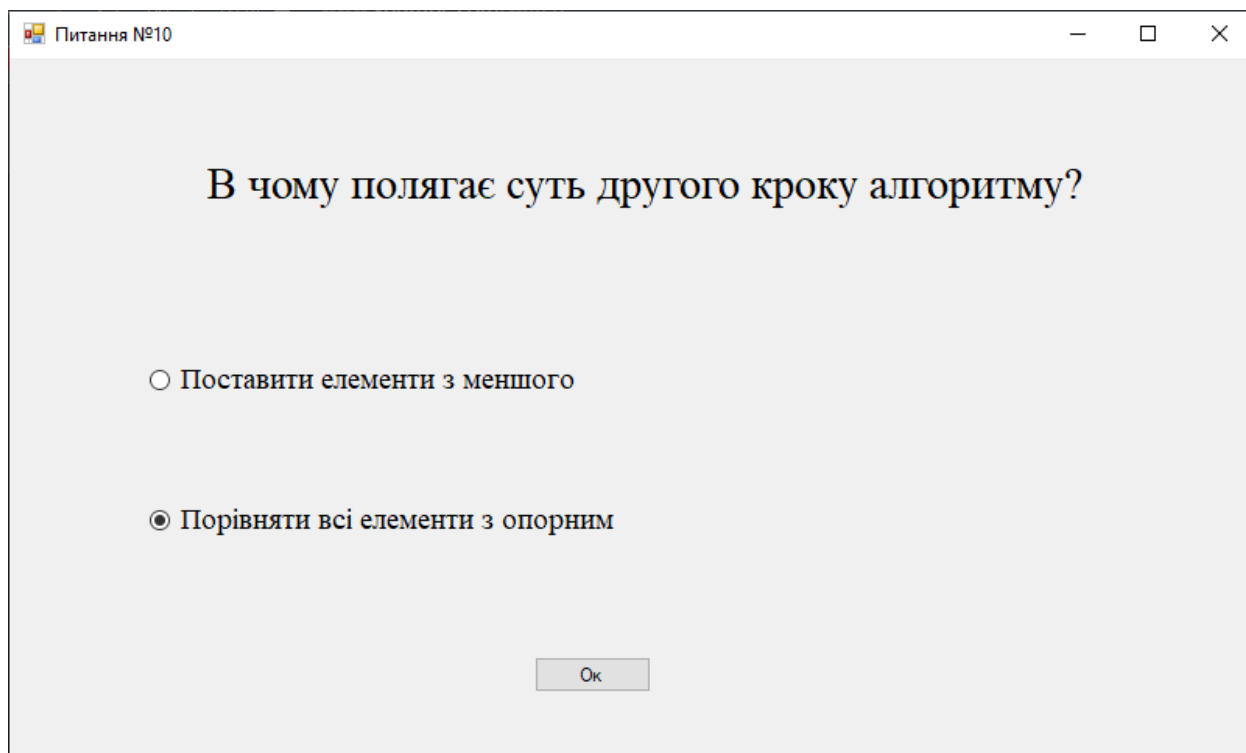 Питання №10
В чому полягає суть другого кроку алгоритму?
Поставити елементи з меншого
Порівняти всі елементи з опорним
Ок